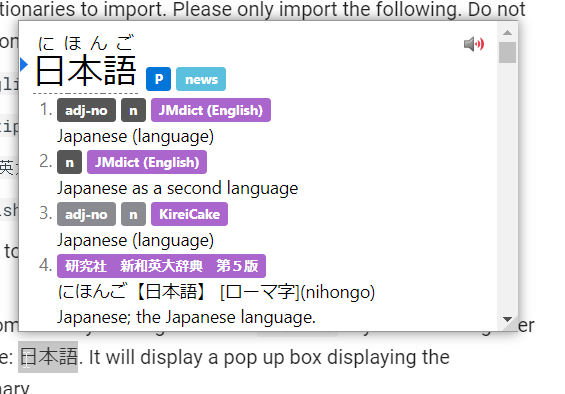 tionaries to import. Please only import the following. Do not
にほんご
日本語 P news
1. adj-no n JMdict (English)
Japanese (language)
2. n JMdict (English)
Japanese as a second language
3. adj-no n KireiCake
Japanese (language)
4. 研究社 新和英大辞典 第５版
にほんご【日本語】 [ローマ字](nihongo)
Japanese; the Japanese language.
e: 日本語. It will display a pop up box displaying the